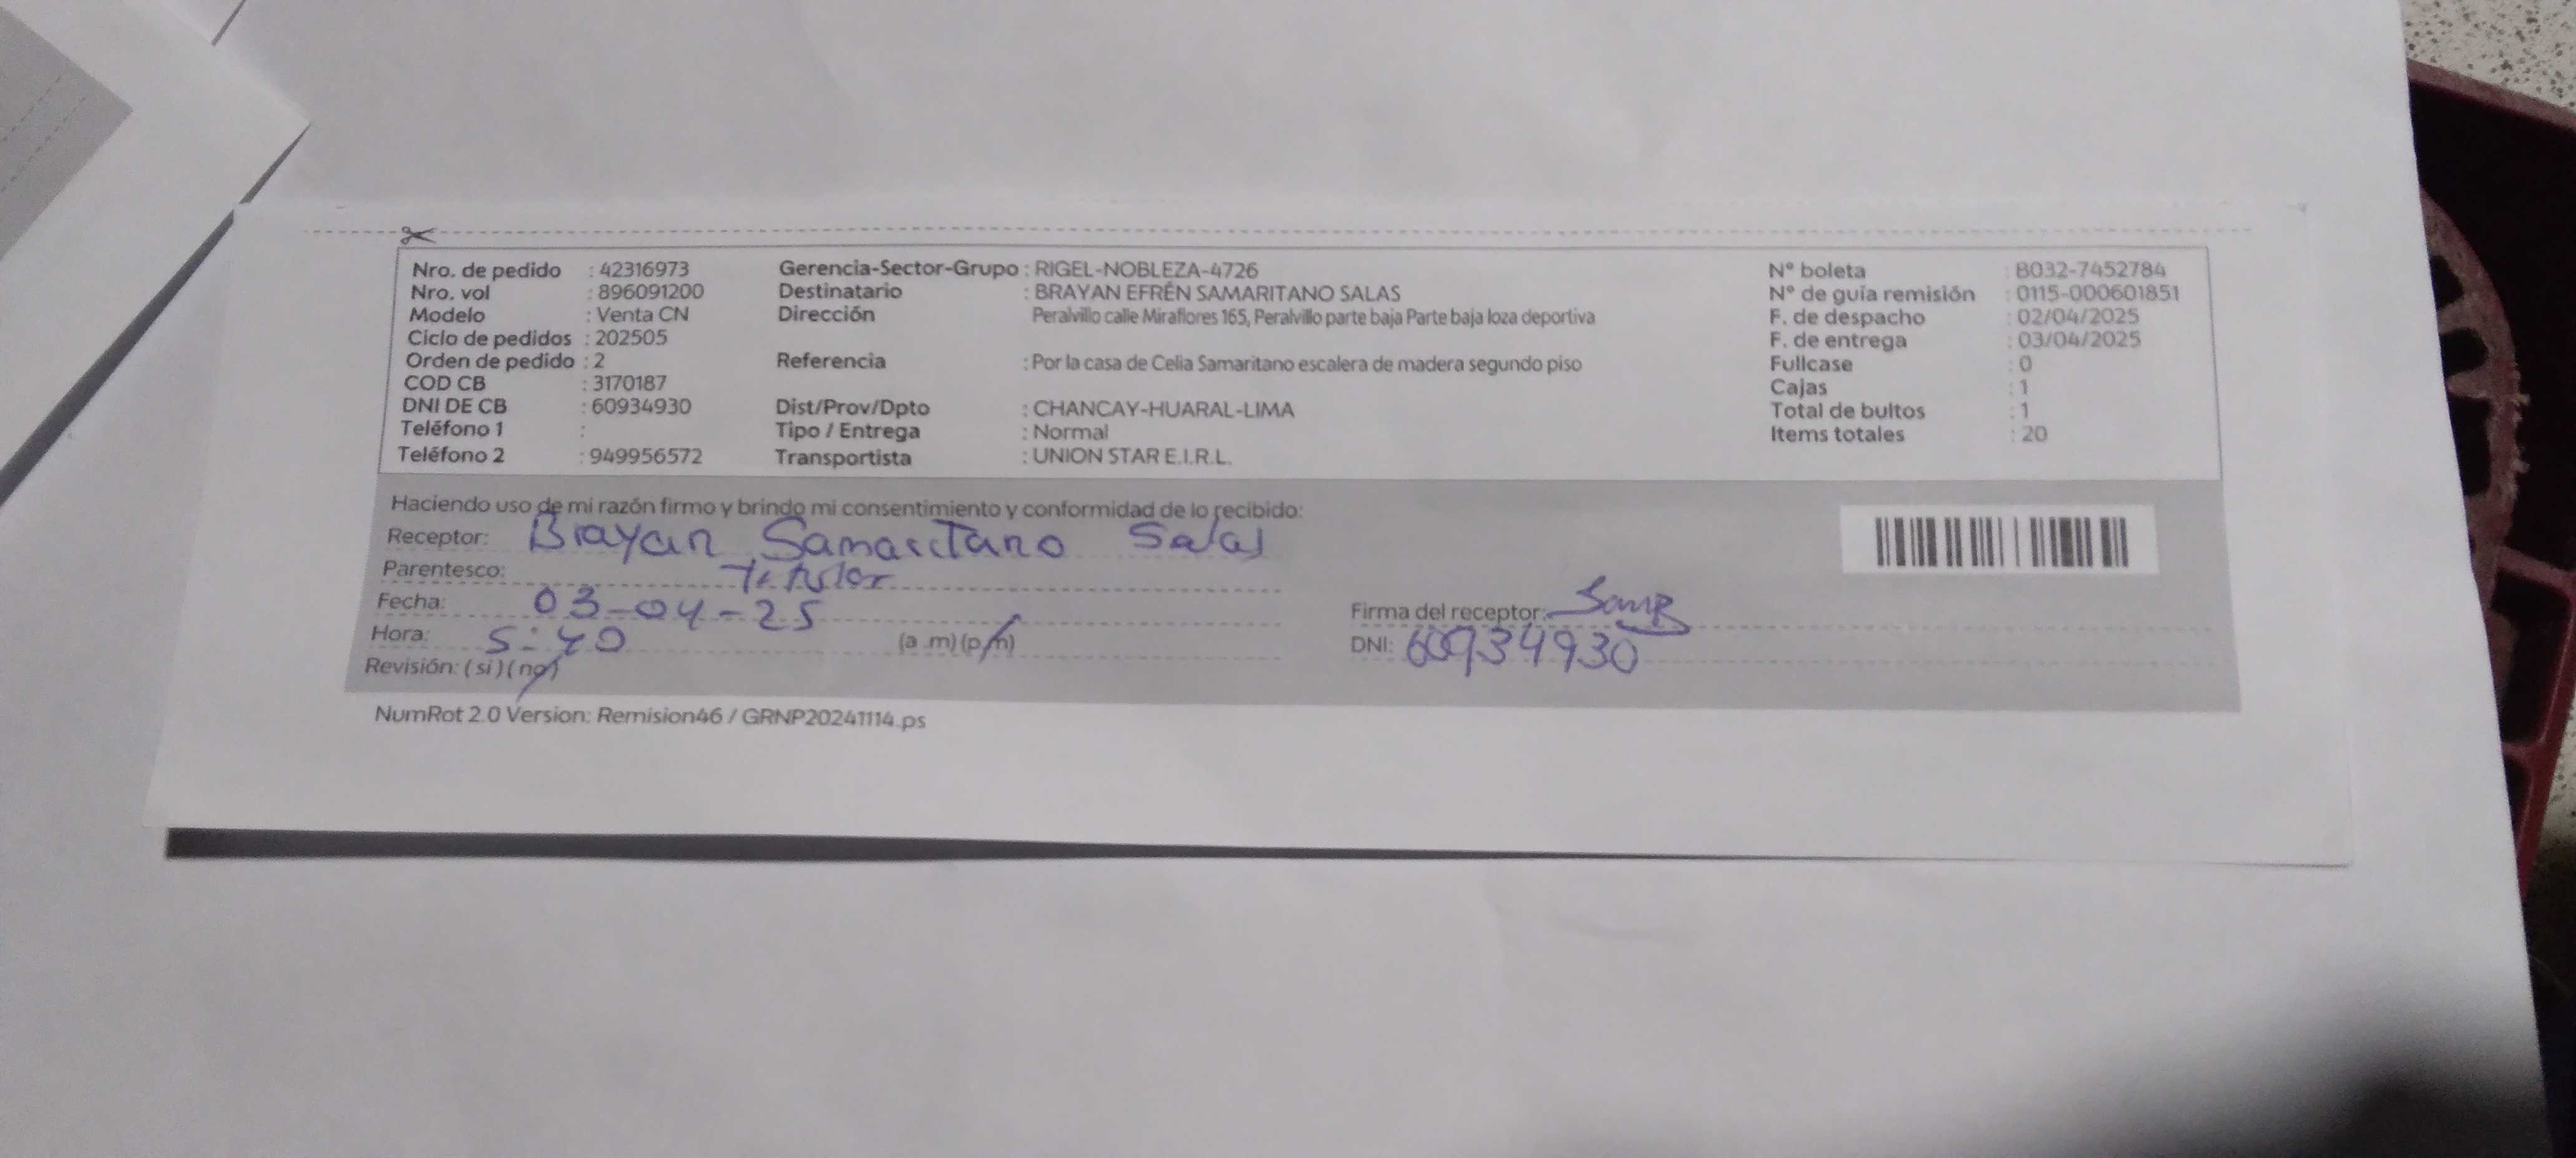 Nro. de pedido : 42316973
Nro. vol : 896091200
Modelo : Venta CN
Ciclo de pedidos : 202505
Orden de pedido : 2
COD CB : 3170187
DNI DE CB : 60934930
Teléfono 1 :
Teléfono 2 : 949956572
Gerencia-Sector-Grupo : RIGEL-NOBLEZA-4726
Destinatario : BRAYAN EFRÉN SAMARITANO SALAS
Dirección Peralvillo calle Miraflores 165, Peralvillo parte baja Parte baja loza deportiva
Referencia : Por la casa de Celia Samaritano escalera de madera segundo piso
Dist/Prov/Dpto : CHANCAY-HUARAL-LIMA
Tipo / Entrega : Normal
Transportista : UNION STAR E.I.R.L.
N° boleta : B032-7452784
N° de guía remisión : 0115-000601851
F. de despacho : 02/04/2025
F. de entrega : 03/04/2025
Fullcase : 0
Cajas : 1
Total de bultos : 1
Items totales : 20
Haciendo uso de mi razón firmo y brindo mi consentimiento y conformidad de lo recibido:
Receptor: Brayan Samaritano Salas
Parentesco: Titular
Fecha: 03-04-25
Hora: 5:40 (a.m) (p.m)
Revisión: (si) (no)
Firma del receptor:
DNI: 60934930
NumRot 2.0 Version: Remision46 / GRNP20241114.ps